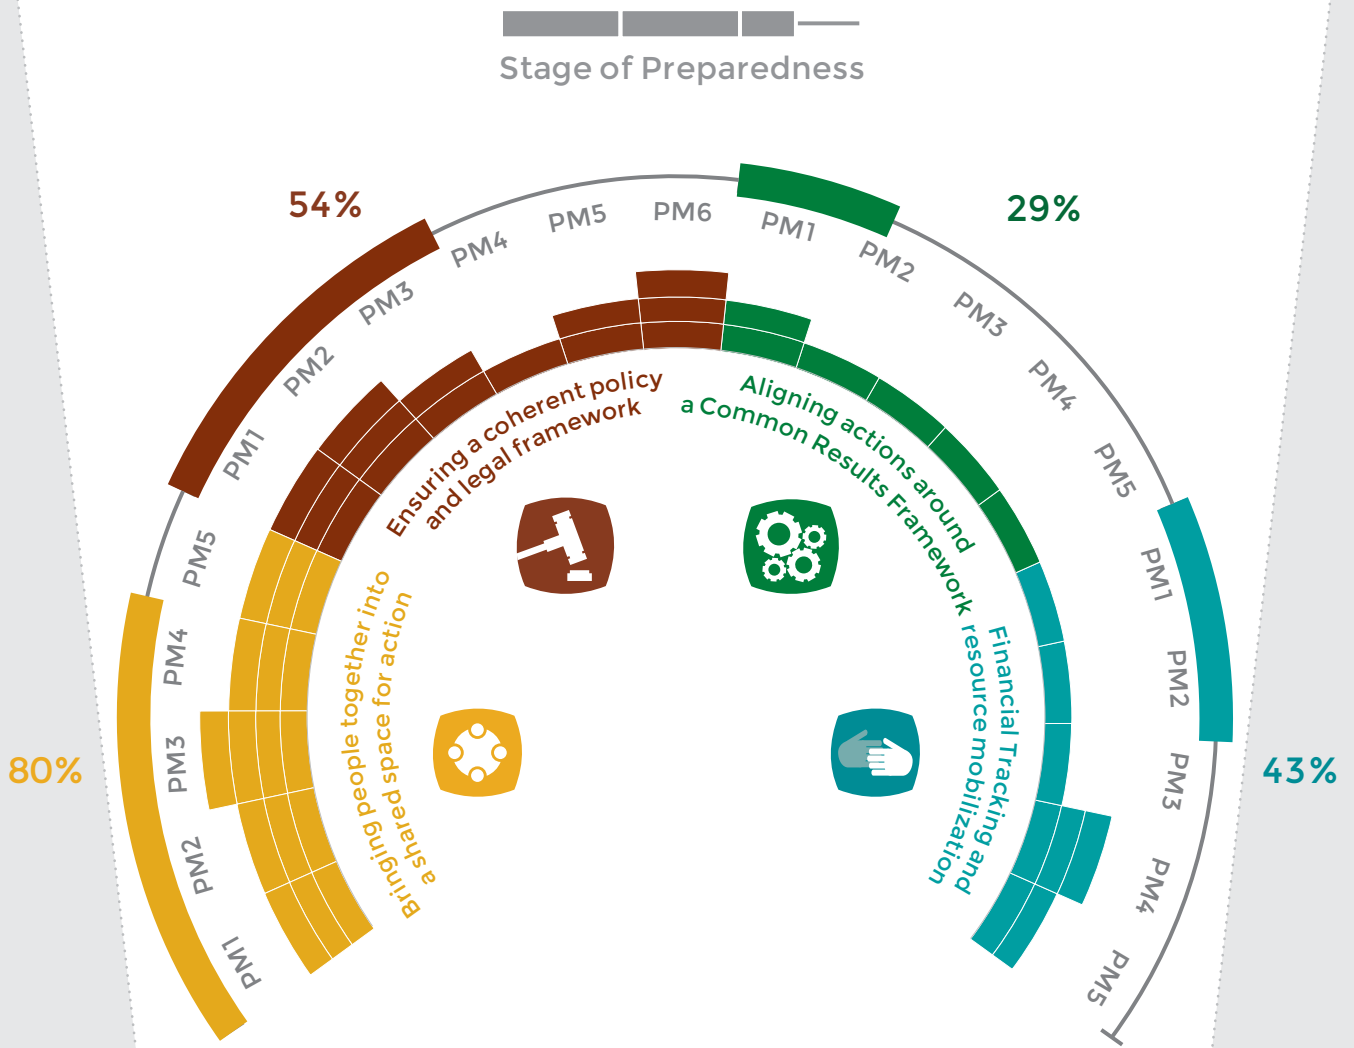 Stage of Preparedness
54%
29%
80%
43%
PM1
PM2
PM3
PM4
PM5
PM1
PM2
PM3
PM4
PM5
PM6
PM1
PM2
PM3
PM4
PM5
PM1
PM2
PM3
PM4
PM5
Bringing people together into
a shared space for action
Ensuring a coherent policy
and legal framework
Aligning actions around
a Common Results Framework
Financial Tracking and
resource mobilization